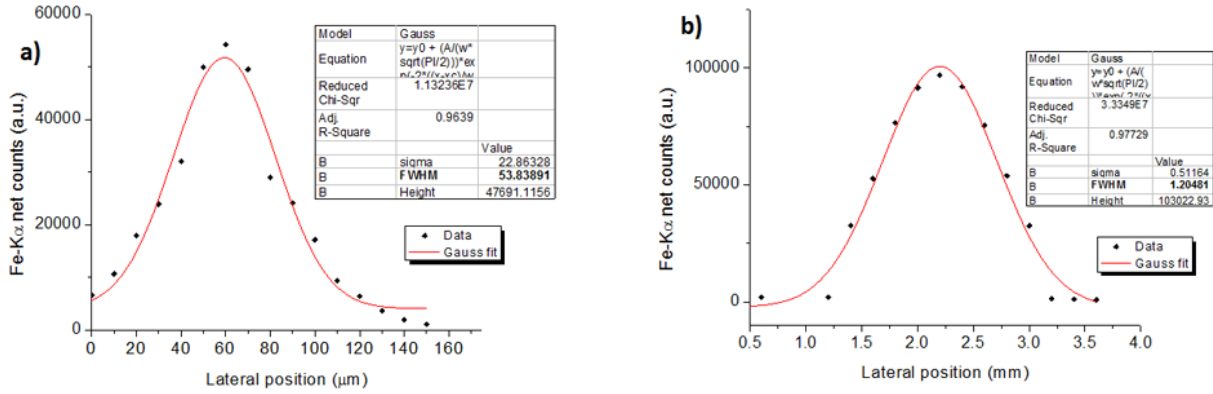 a)
60000
40000
20000
0
Fe-Kα net counts (a.u.)
0 20 40 60 80 100 120 140 160
Lateral position (μm)
Model Gauss
Equation y=y0 + (A/(w*
sqrt(PI/2)))*ex
p(-2*((x-xc)/w
Reduced
Chi-Sqr 1.13236E7
Adj.
R-Square 0.9639
Value
B sigma 22.86328
B FWHM 53.83891
B Height 47691.1156
Data
Gauss fit
b)
100000
50000
0
Fe-Kα net counts (a.u.)
0.5 1.0 1.5 2.0 2.5 3.0 3.5 4.0
Lateral position (mm)
Model Gauss
Equation y=y0 + (A/(
w*sqrt(PI/2)
))*exp(-2*((x
Reduced
Chi-Sqr 3.3349E7
Adj.
R-Square 0.97729
Value
B sigma 0.51164
B FWHM 1.20481
B Height 103022.93
Data
Gauss fit